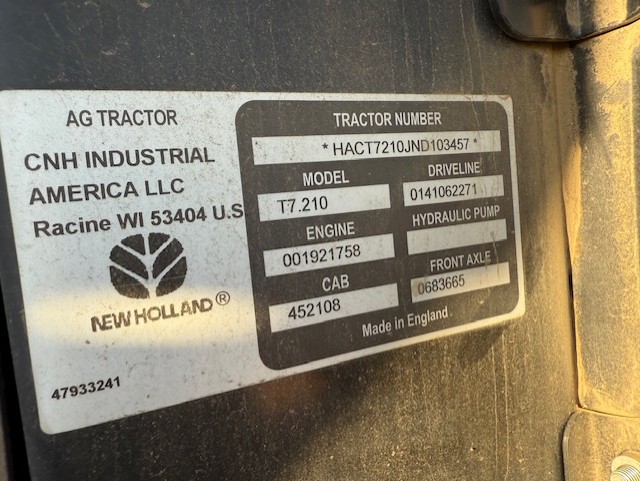 AG TRACTOR
CNH INDUSTRIAL
AMERICA LLC
Racine WI 53404 U.S
NEW HOLLAND®
47933241
TRACTOR NUMBER
* HACT7210JND103457 *
MODEL
T7.210
DRIVELINE
0141062271
ENGINE
001921758
HYDRAULIC PUMP
CAB
452108
FRONT AXLE
0683665
Made in England